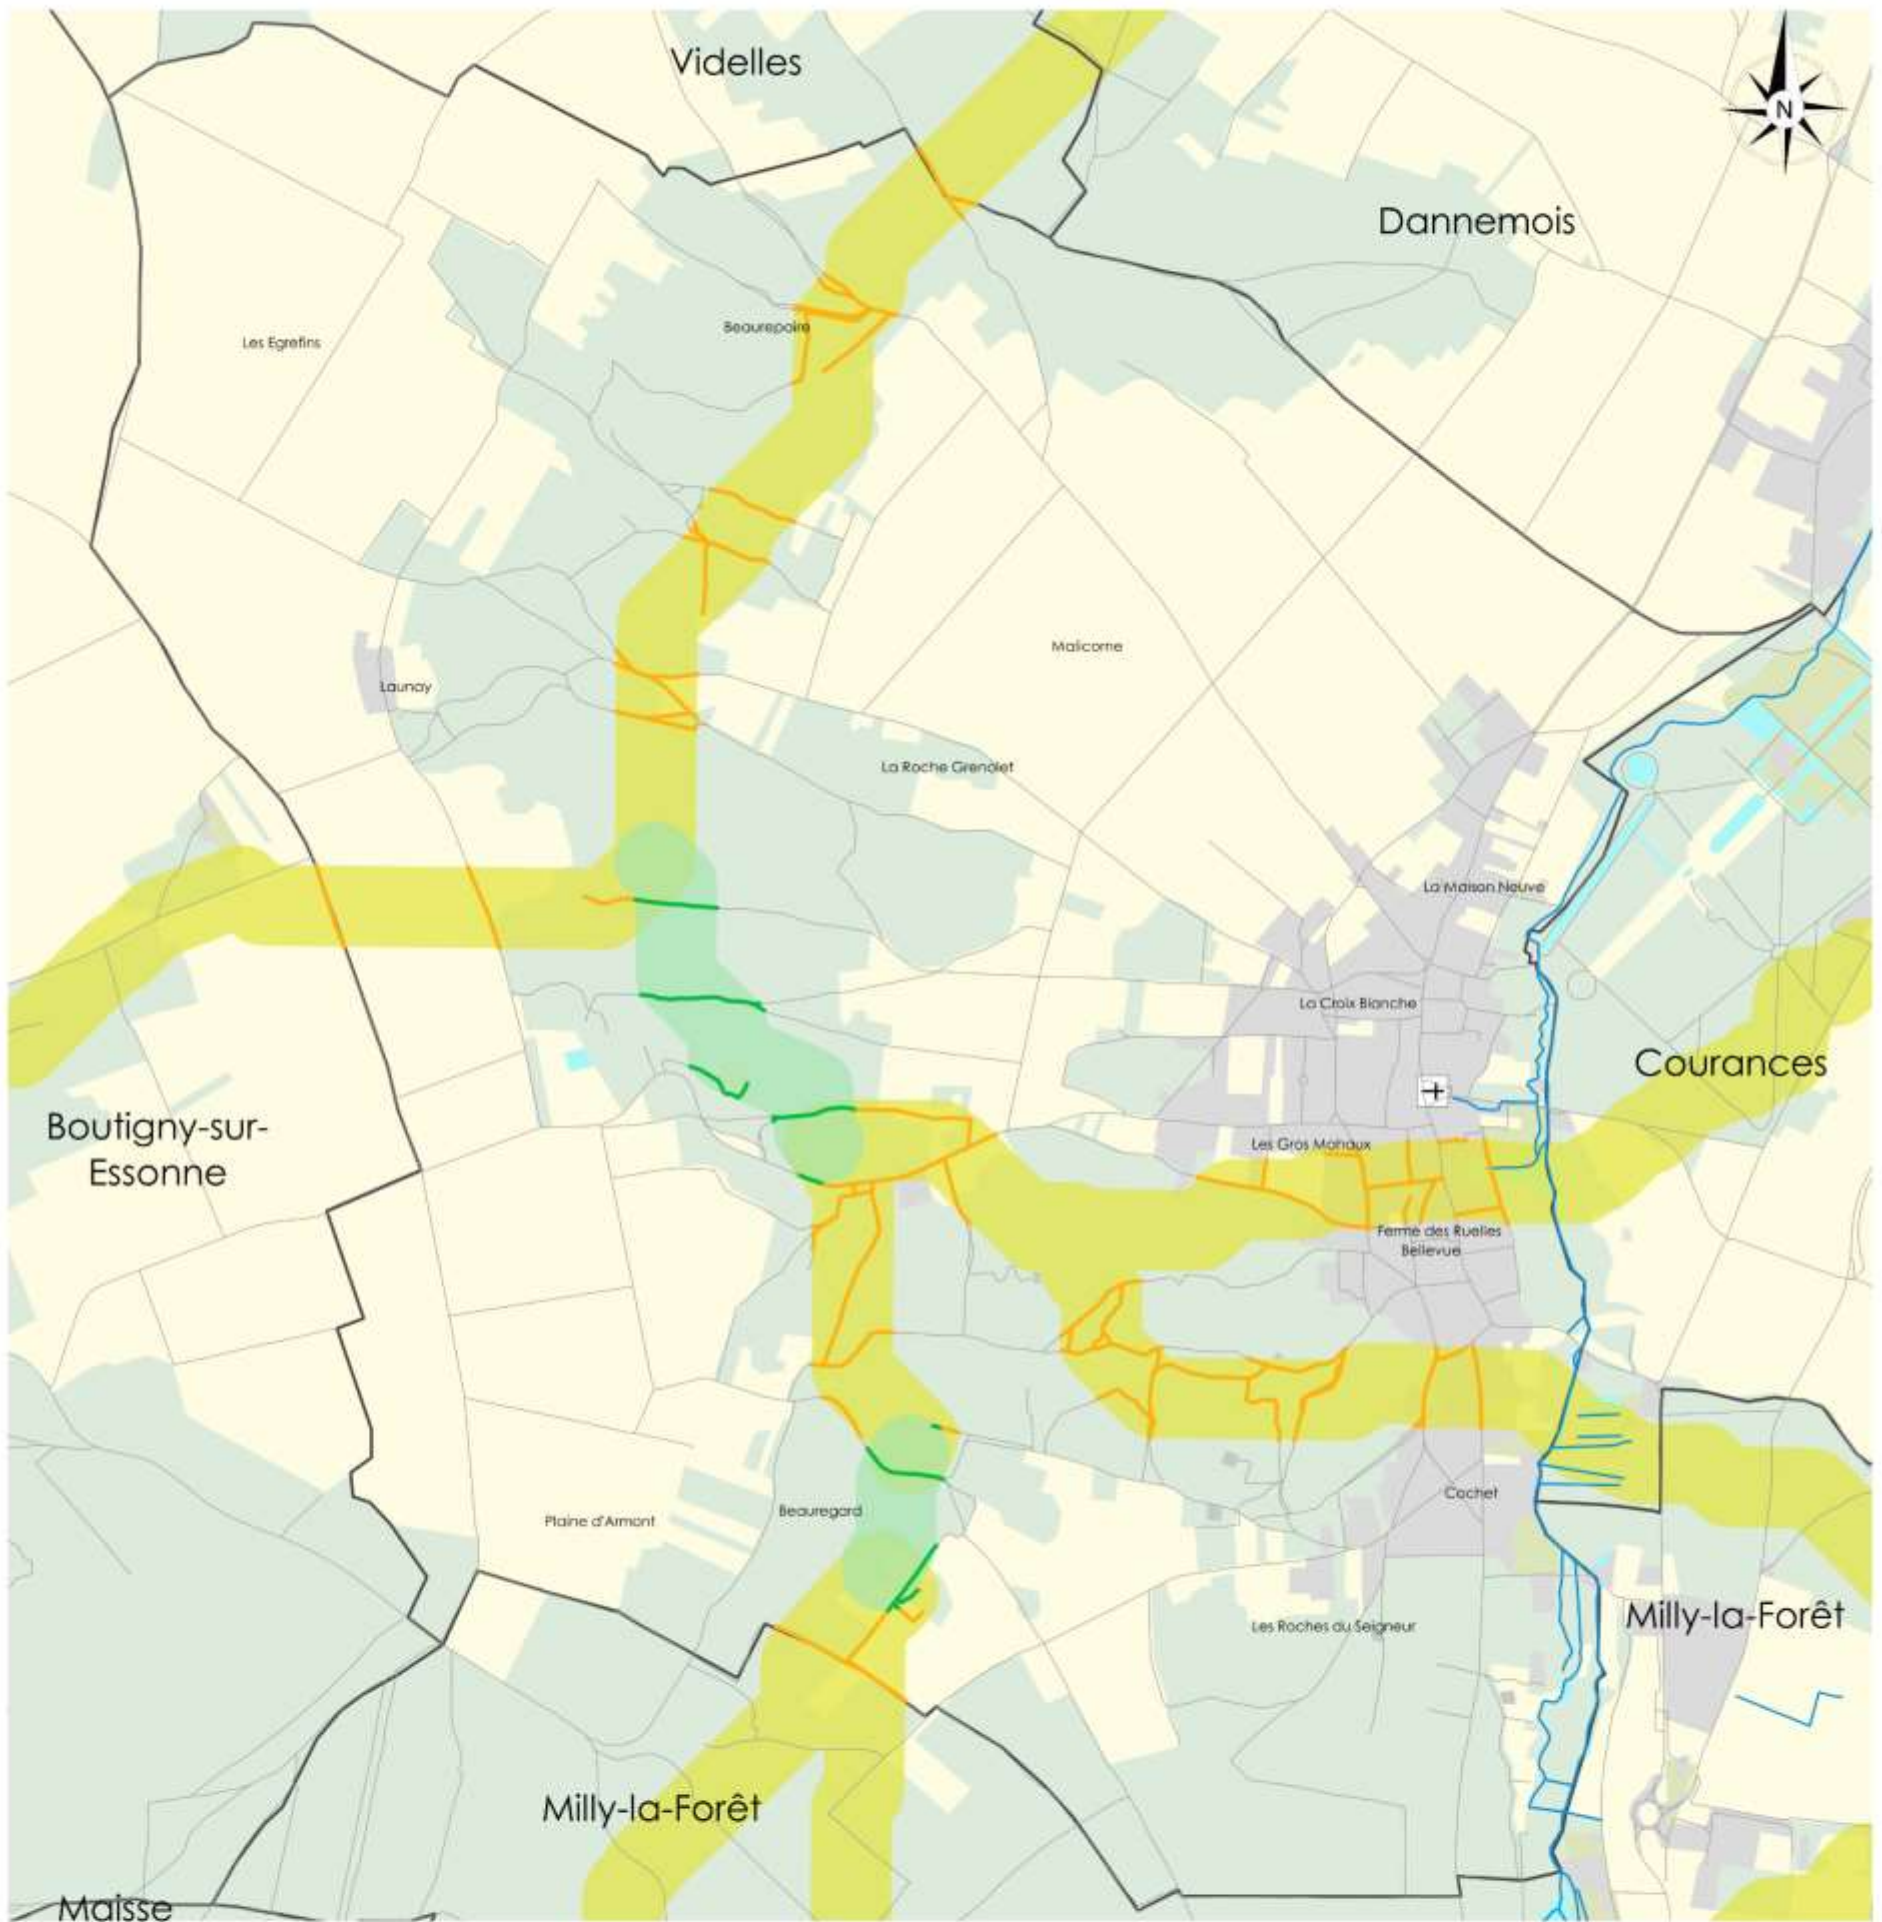 Videlles
N
Dannemois
Beaurepaire
Les Egrefins
Malicorne
Launay
La Roche Grenolet
La Maison Neuve
La Croix Blanche
Courances
Boutigny-sur-
Essonne
Les Gros Mohaux
Ferme des Ruelles
Bellevue
Cochet
Beauregard
Plaine d'Armont
Milly-la-Forêt
Les Roches du Seigneur
Milly-la-Forêt
Maisse